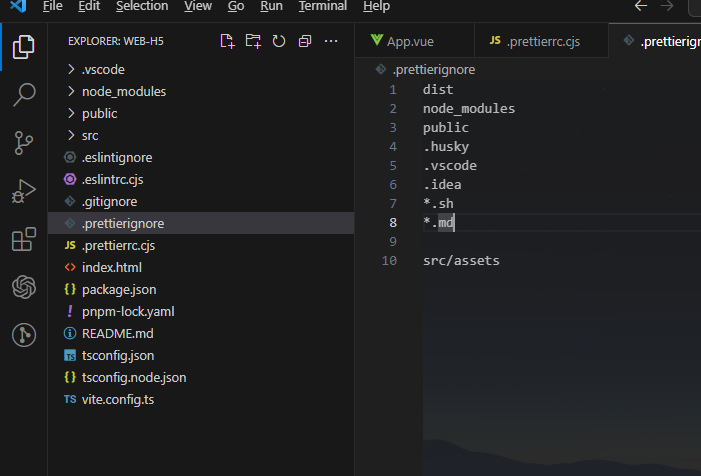 File Edit Selection View Go Run Terminal Help
EXPLORER: WEB-H5
.vscode
node_modules
public
src
.eslintignore
.eslintrc.cjs
.gitignore
.prettierignore
JS .prettierrc.cjs
index.html
package.json
pnpm-lock.yaml
README.md
TS tsconfig.json
tsconfig.node.json
TS vite.config.ts
App.vue JS .prettierrc.cjs .prettierign
.prettierignore
1 dist
2 node_modules
3 public
4 .husky
5 .vscode
6 .idea
7 *.sh
8 *.md
9
10 src/assets